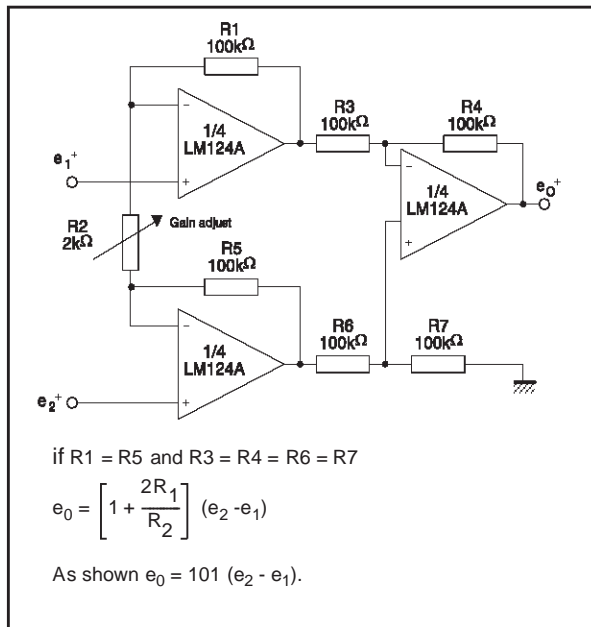 R1
100kΩ
R3
100kΩ
R4
100kΩ
1/4
LM124A
e1+
1/4
LM124A
eO+
R2
2kΩ
Gain adjust
R5
100kΩ
R6
100kΩ
R7
100kΩ
1/4
LM124A
e2+
if R1 = R5 and R3 = R4 = R6 = R7
e0 = [1 + 2R1/R2] (e2 -e1)
As shown e0 = 101 (e2 - e1).